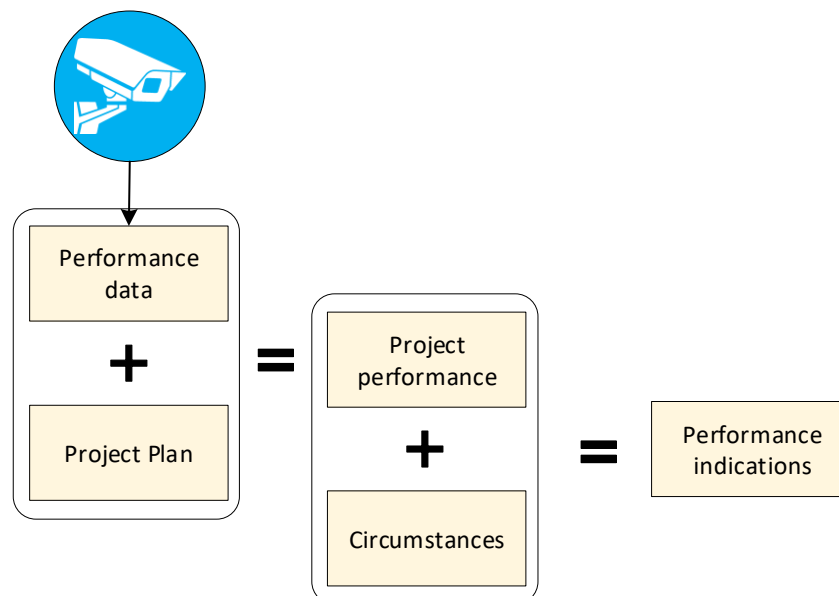 Performance
data
+
Project Plan
=
Project
performance
+
Circumstances
=
Performance
indications